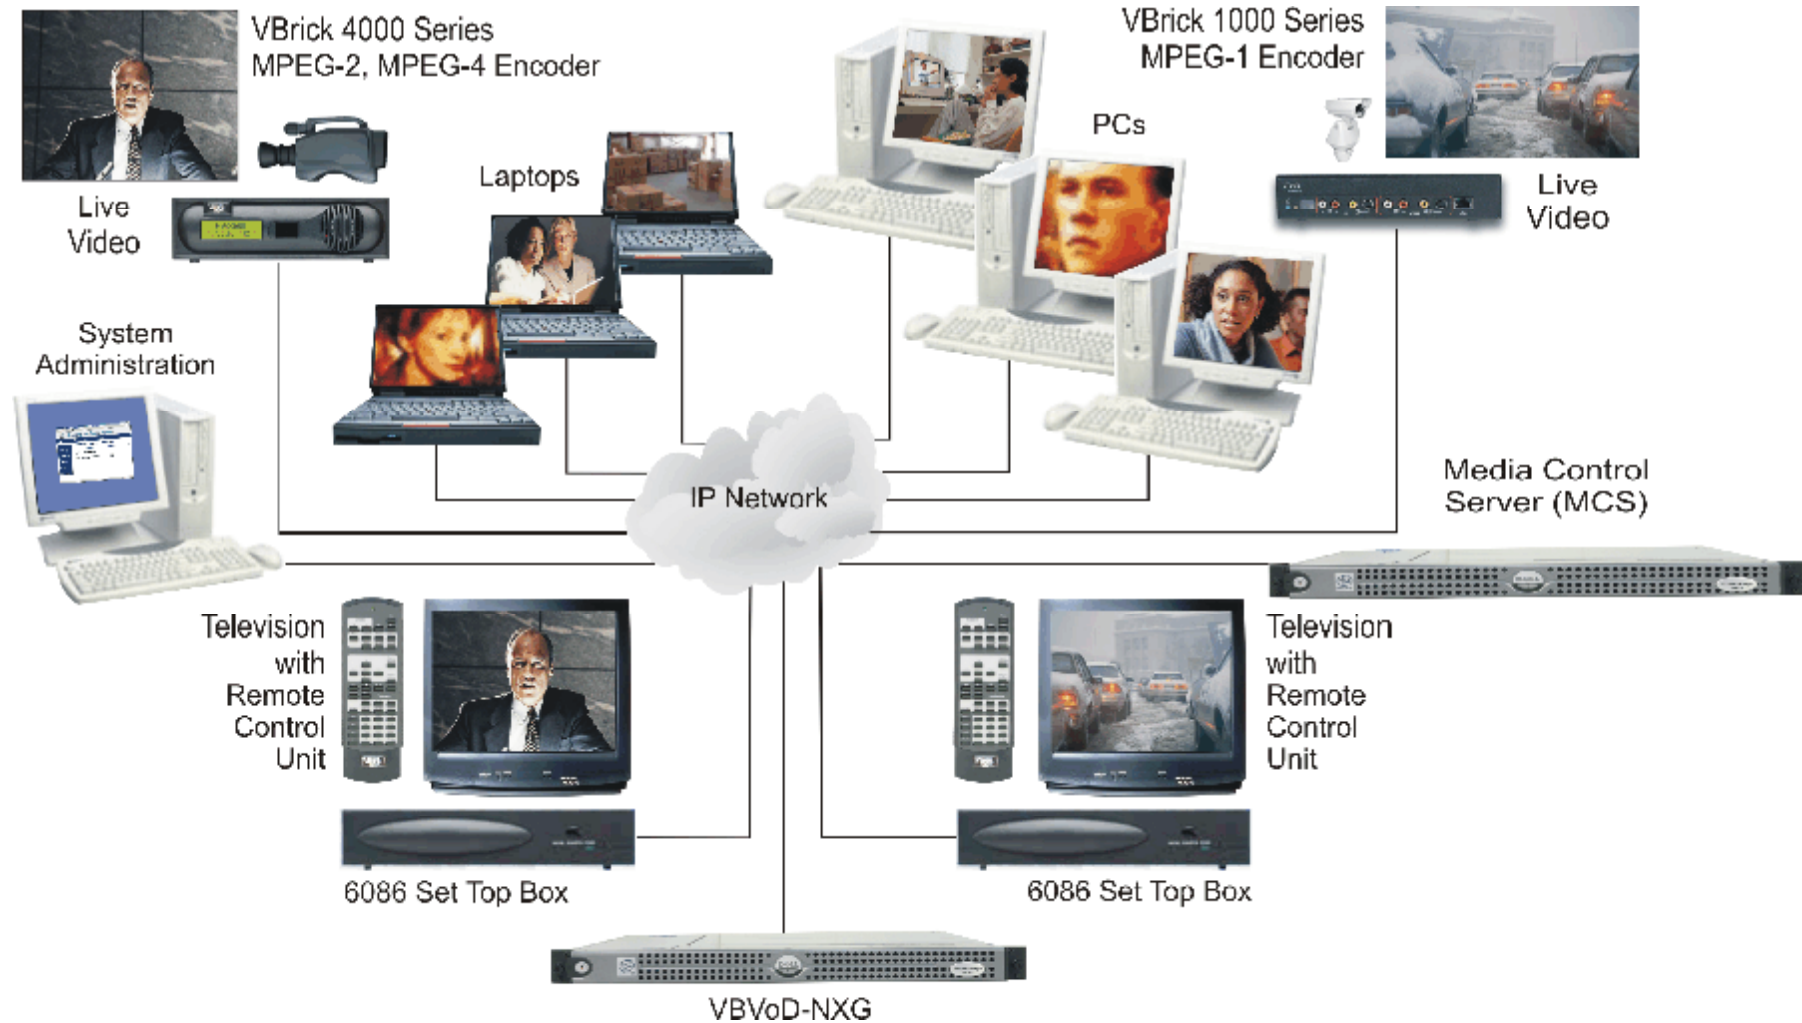 VBrick 4000 Series
MPEG-2, MPEG-4 Encoder
VBrick 1000 Series
MPEG-1 Encoder
PCs
Laptops
Live
Video
Live
Video
System
Administration
IP Network
Media Control
Server (MCS)
Television
with
Remote
Control
Unit
Television
with
Remote
Control
Unit
6086 Set Top Box
6086 Set Top Box
VBVoD-NXG